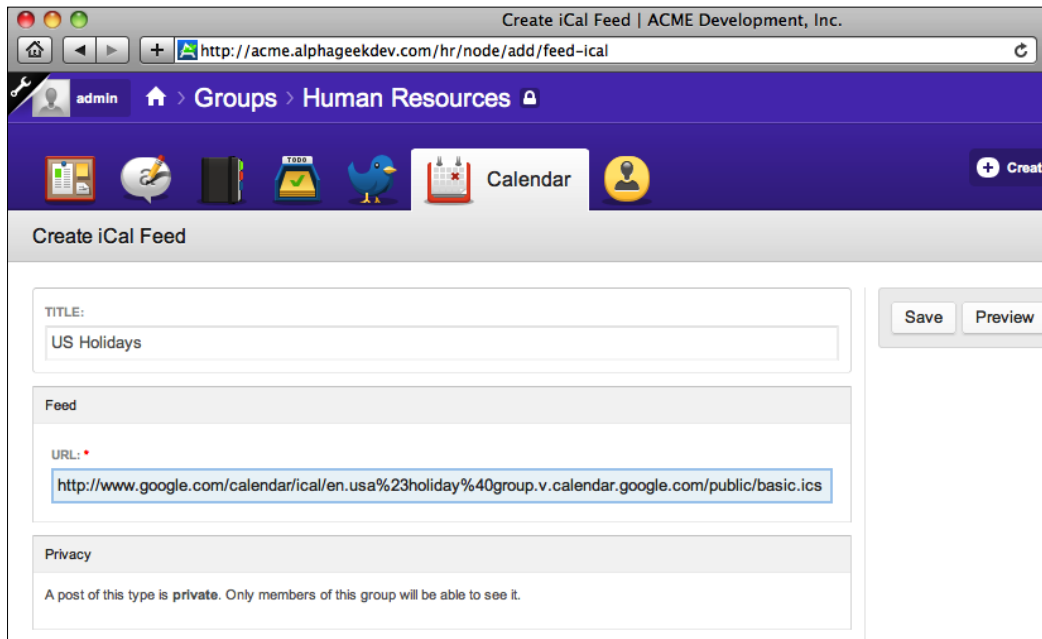 Create iCal Feed | ACME Development, Inc.
http://acme.alphageekdev.com/hr/node/add/feed-ical
admin > Groups > Human Resources
TODO
Calendar
Creat
Create iCal Feed
TITLE:
US Holidays
Save Preview
Feed
URL: *
http://www.google.com/calendar/ical/en.usa%23holiday%40group.v.calendar.google.com/public/basic.ics
Privacy
A post of this type is private. Only members of this group will be able to see it.